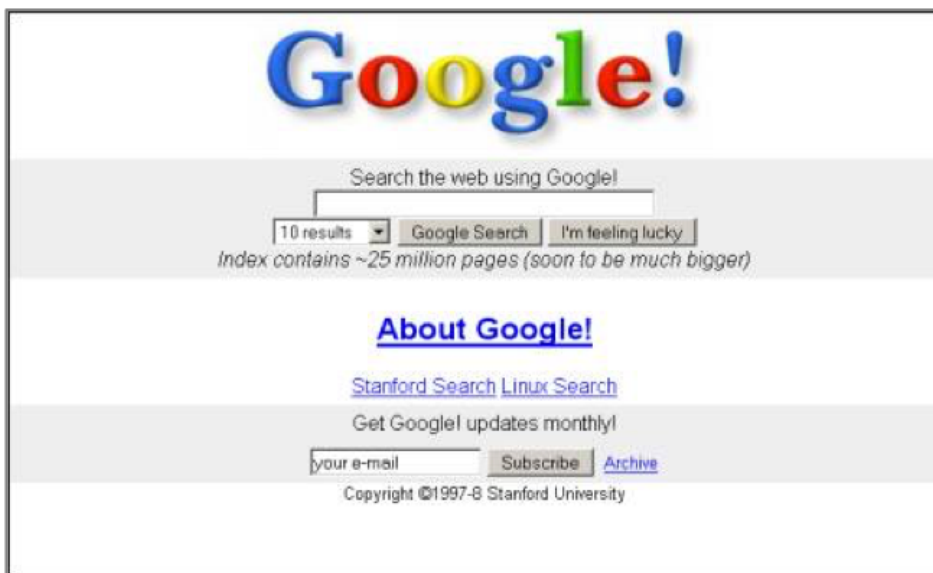 Google!
Search the web using Google!
10 results Google Search I'm feeling lucky
Index contains ~25 million pages (soon to be much bigger)
About Google!
Stanford Search Linux Search
Get Google! updates monthly!
your e-mail Subscribe Archive
Copyright ©1997-8 Stanford University